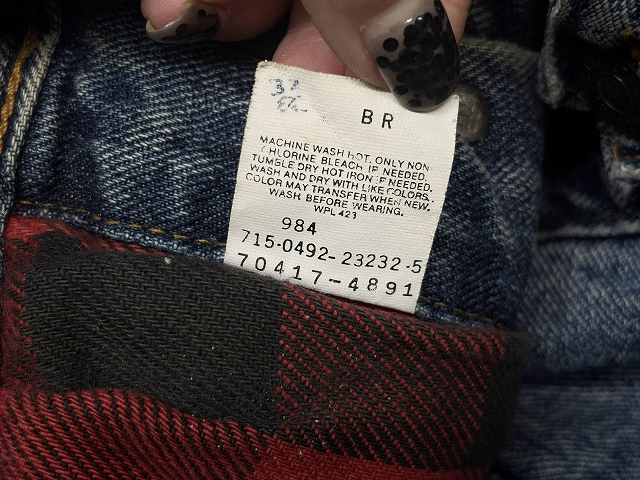 32
BR
MACHINE WASH HOT. ONLY NON
CHLORINE BLEACH IF NEEDED.
TUMBLE DRY HOT IRON IF NEEDED.
WASH AND DRY WITH LIKE COLORS.
COLOR MAY TRANSFER WHEN NEW.
WASH BEFORE WEARING.
WPL 423
984
715-0492-23232-5
70417-4891